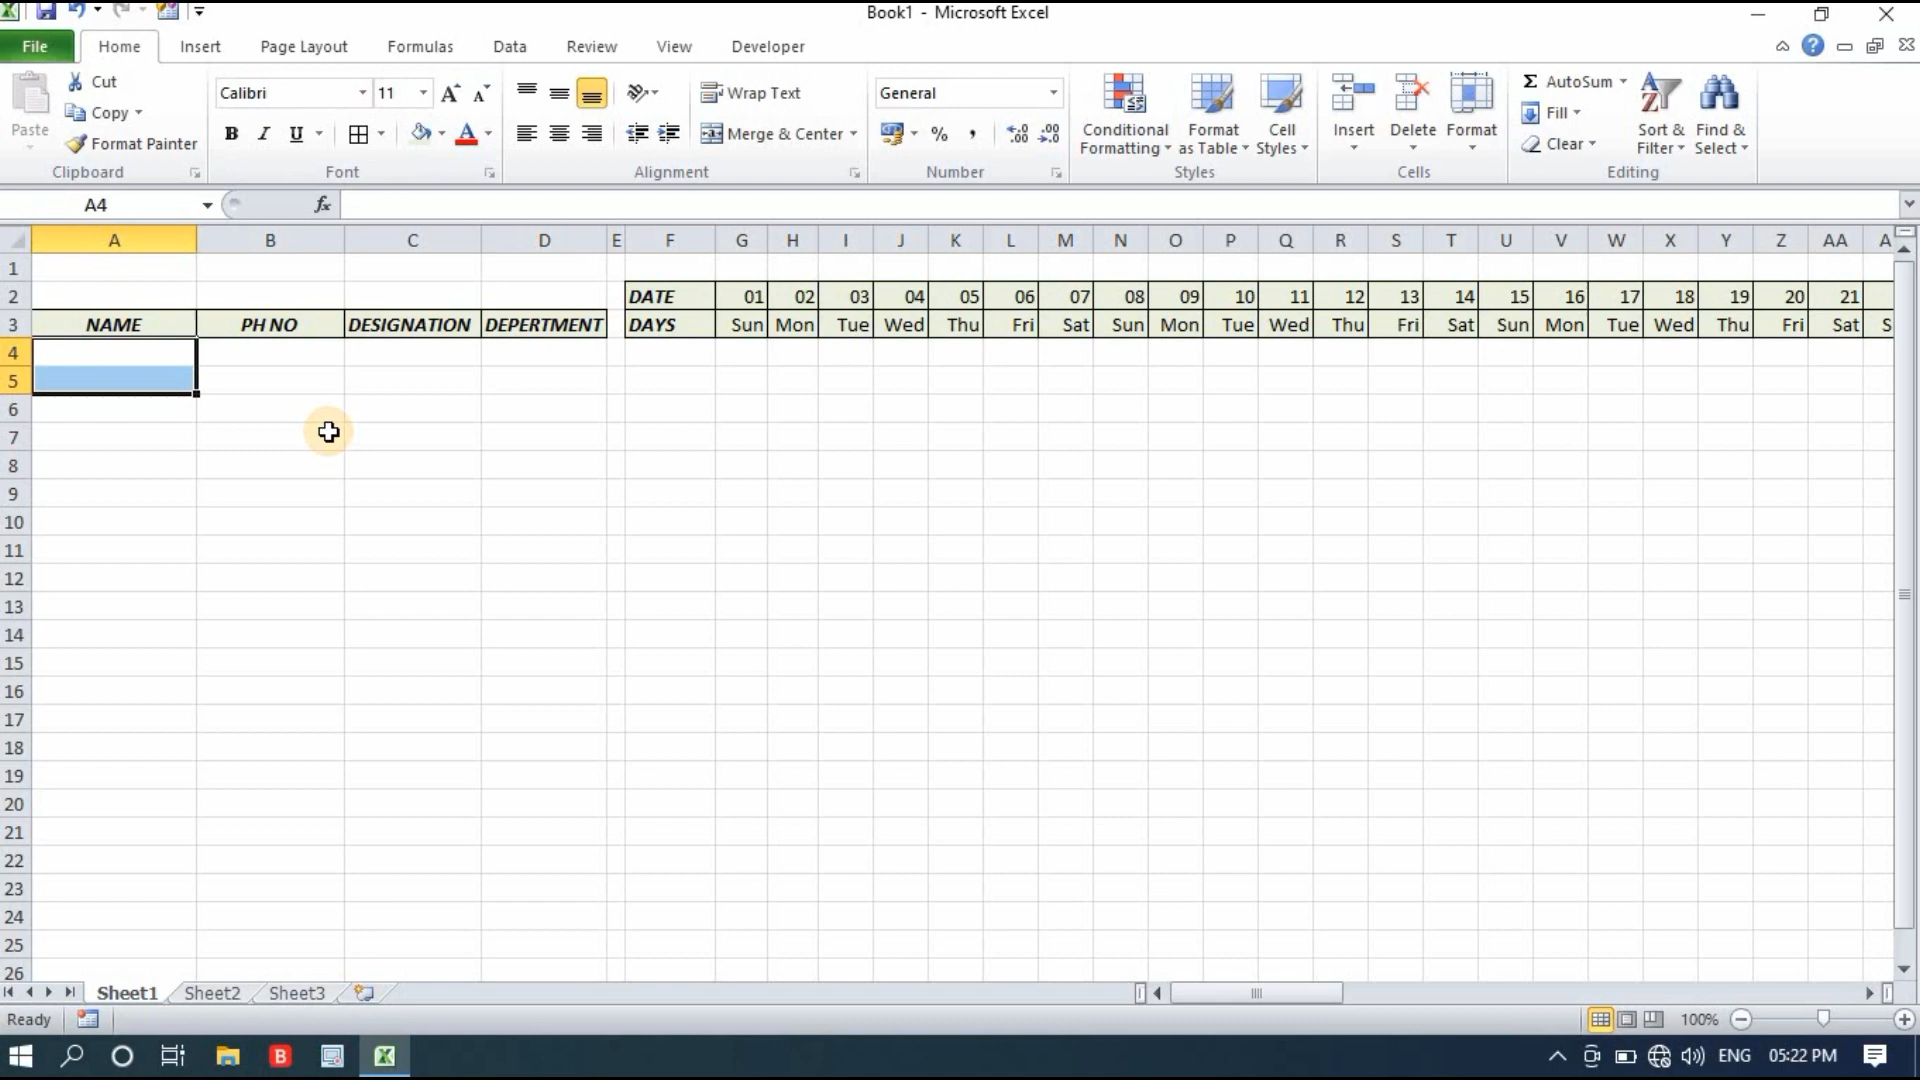 Book1 - Microsoft Excel
File Home Insert Page Layout Formulas Data Review View Developer
Paste
Cut
Copy
Format Painter
Clipboard
Calibri 11
B I U
Font
Wrap Text
Merge & Center
Alignment
General
%
Number
Conditional Formatting
Format as Table
Cell Styles
Styles
Insert Delete Format
Cells
AutoSum
Fill
Clear
Sort & Filter
Find & Select
Editing
A4 fx
A B C D E F G H I J K L M N O P Q R S T U V W X Y Z AA A
1
2 DATE 01 02 03 04 05 06 07 08 09 10 11 12 13 14 15 16 17 18 19 20 21
3 NAME PH NO DESIGNATION DEPERTMENT DAYS Sun Mon Tue Wed Thu Fri Sat Sun Mon Tue Wed Thu Fri Sat Sun Mon Tue Wed Thu Fri Sat S
4
5
6
7
8
9
10
11
12
13
14
15
16
17
18
19
20
21
22
23
24
25
26
Sheet1 Sheet2 Sheet3
Ready 100%
B ENG 05:22 PM